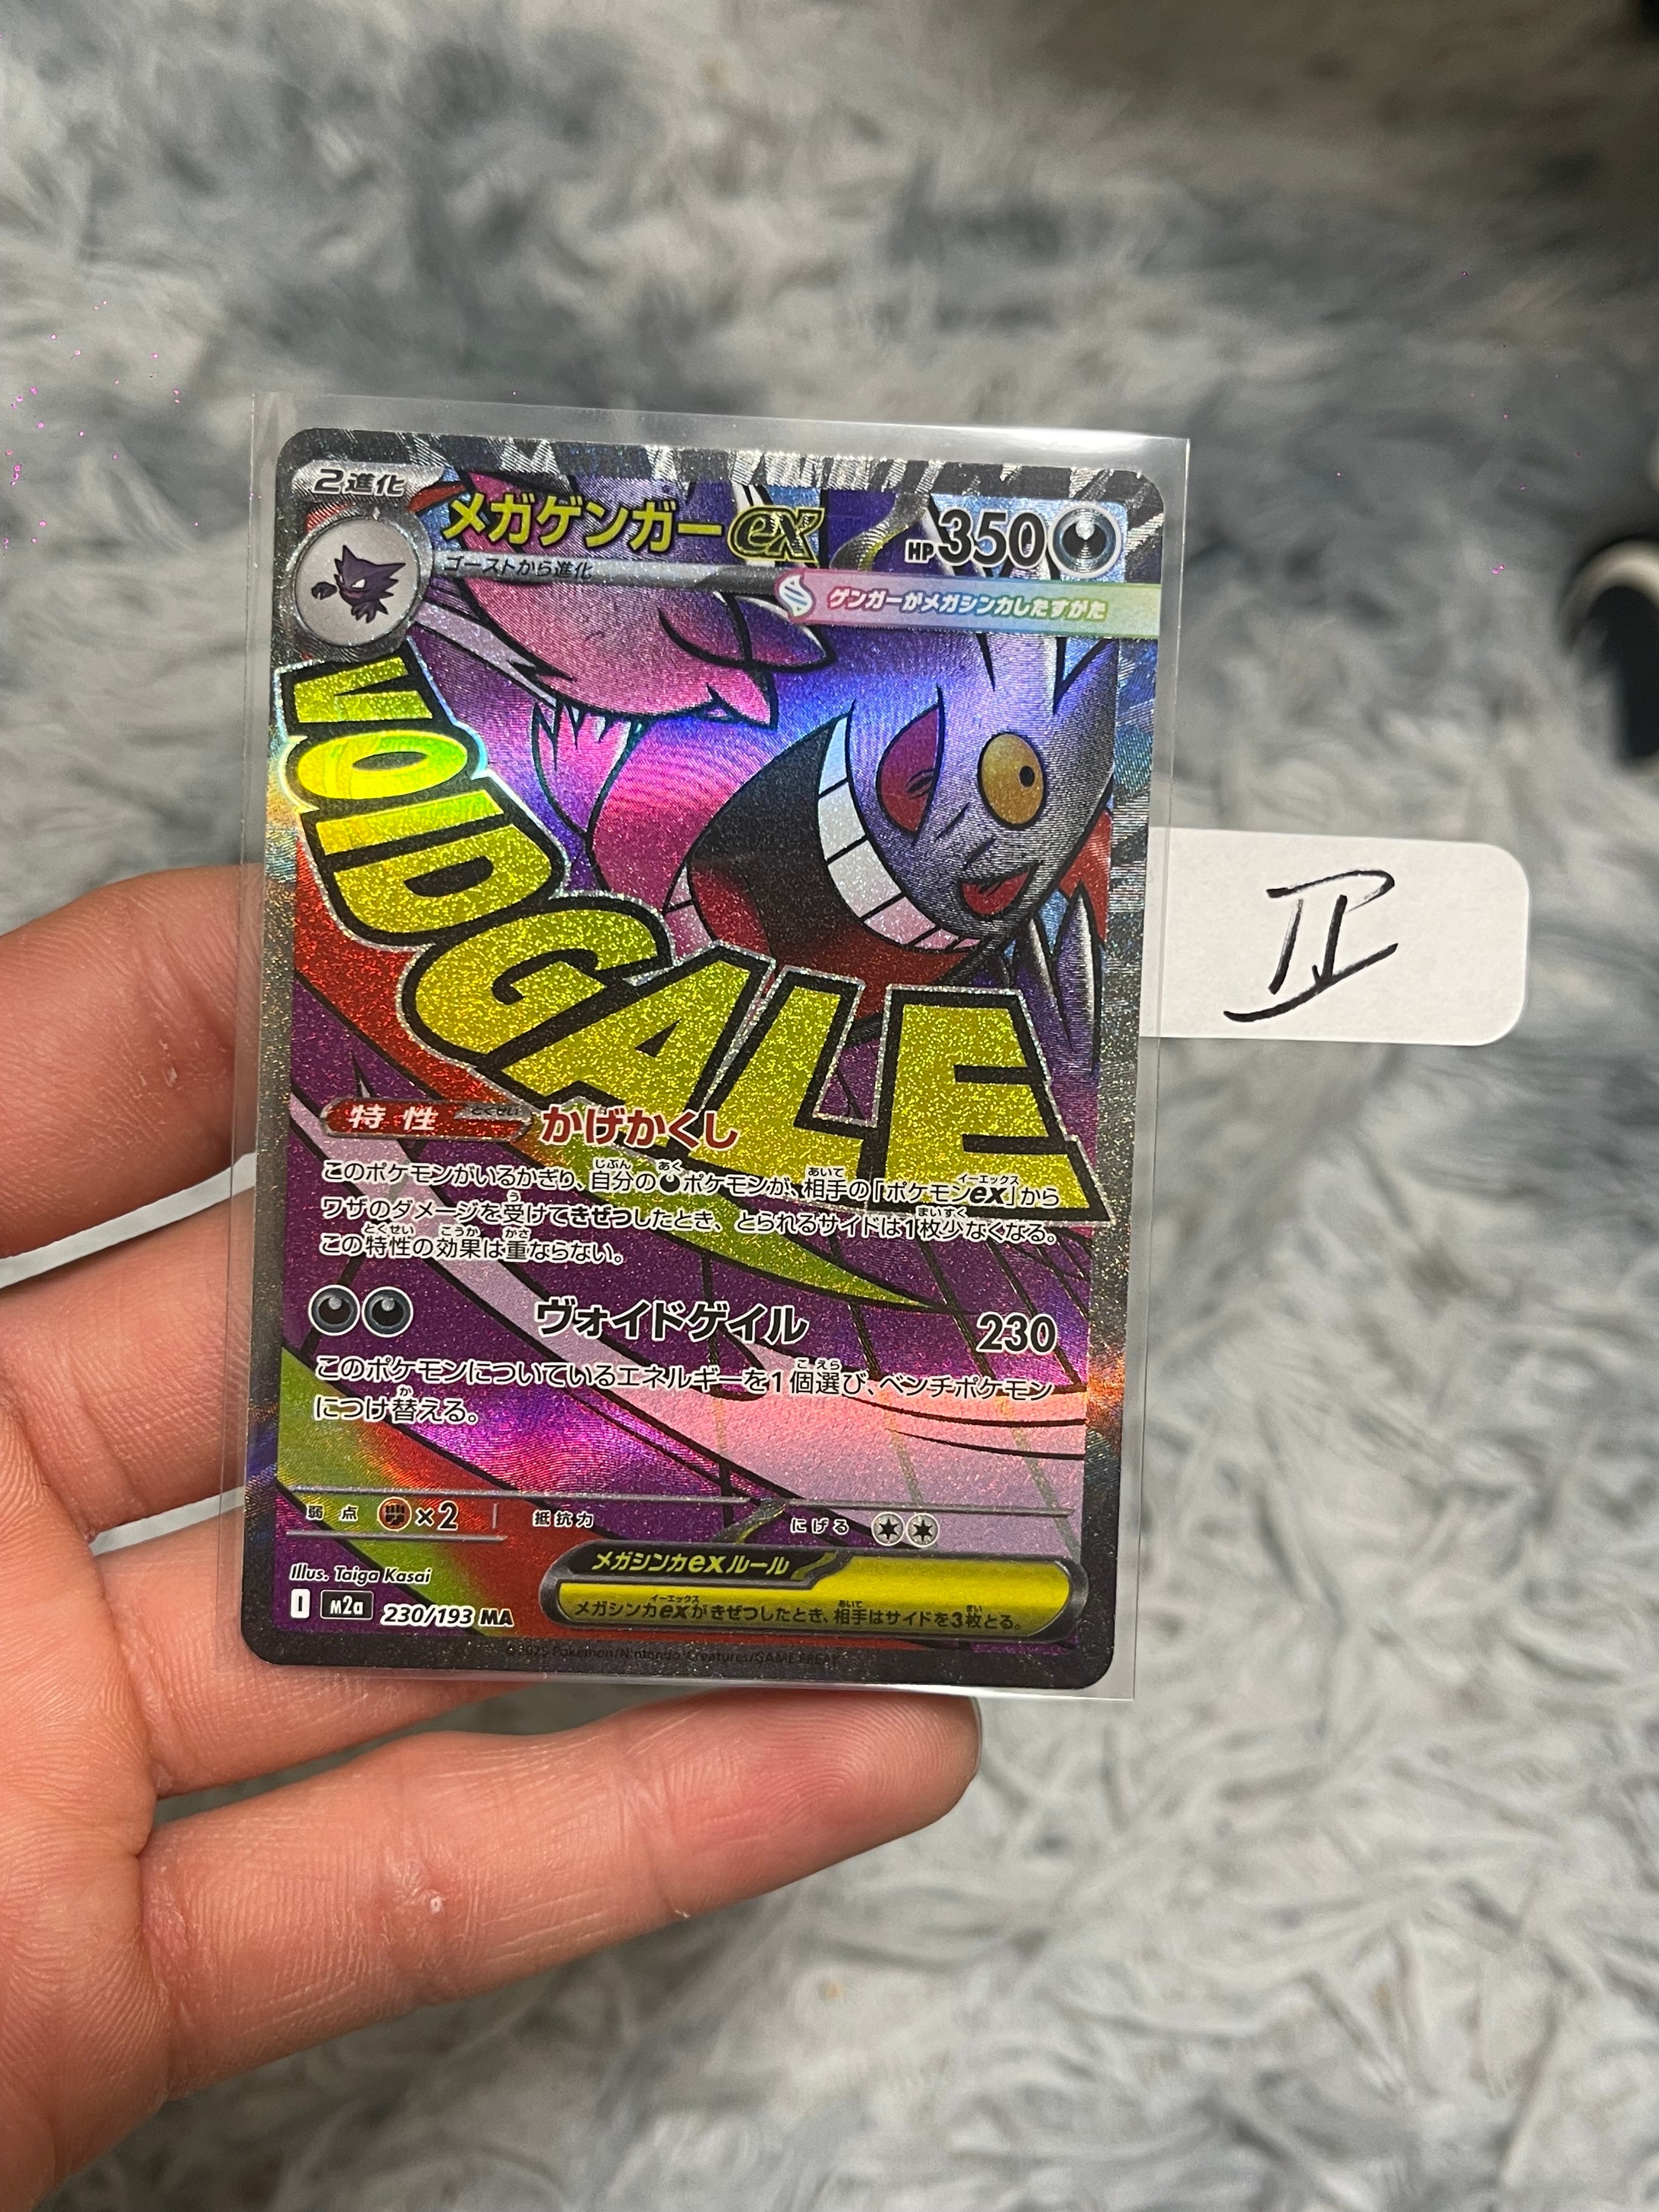 2進化
メガゲンガーex
HP350
ゴーストから進化
ゲンガーがメガシンカしたすがた
VOIDGALE
特性 とくせい かげかくし
このポケモンがいるかぎり、自分のポケモンが、相手の「ポケモンex」から
ワザのダメージを受けてきぜつしたとき、とられるサイドは1枚少なくなる。
この特性の効果は重ならない。
ヴォイドゲイル 230
このポケモンについているエネルギーを1個選び、ベンチポケモン
につけ替える。
弱点 ×2 抵抗力 にげる
メガシンカexルール
メガシンカexがきぜつしたとき、相手はサイドを3枚とる。
Illus. Taiga Kasai
I m2a 230/193 MA
©2025 Pokémon/Nintendo/Creatures/GAME FREAK